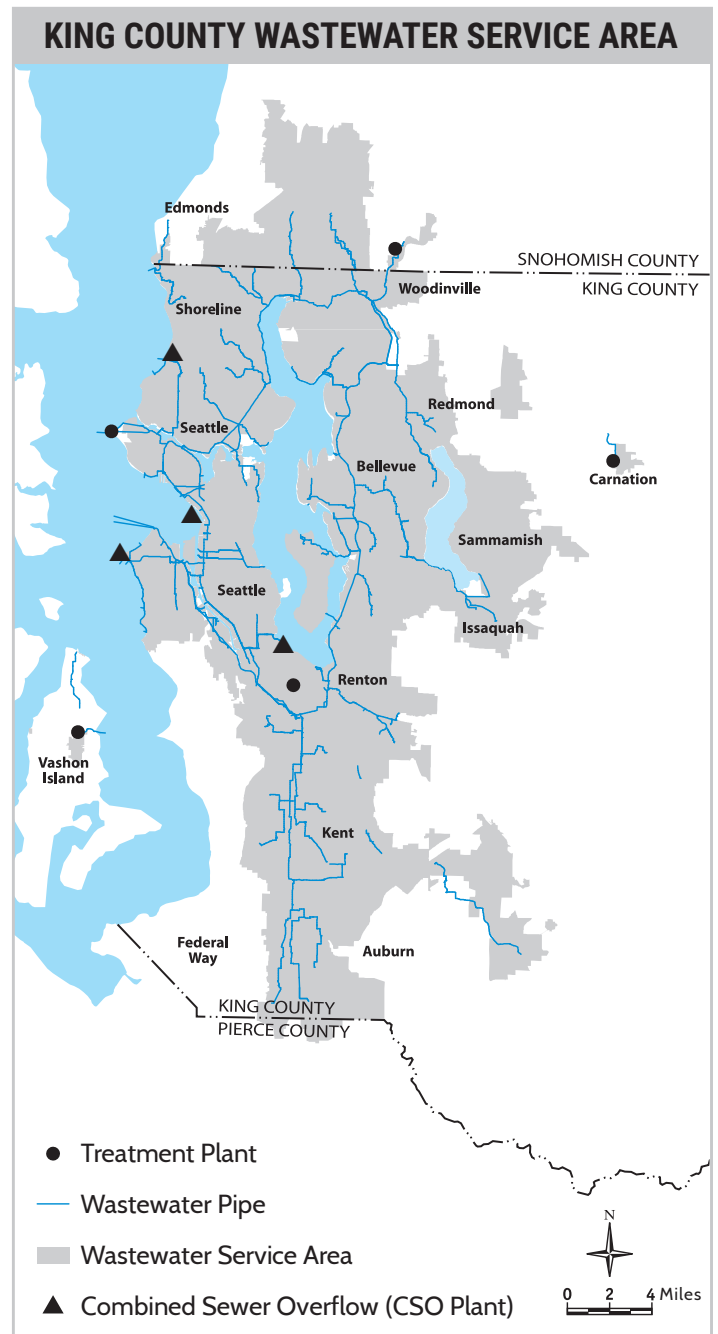 KING COUNTY WASTEWATER SERVICE AREA
Edmonds
SNOHOMISH COUNTY
KING COUNTY
Woodinville
Shoreline
Redmond
Seattle
Bellevue
Carnation
Sammamish
Seattle
Issaquah
Renton
Vashon
Island
Kent
Federal
Way
Auburn
KING COUNTY
PIERCE COUNTY
Treatment Plant
Wastewater Pipe
Wastewater Service Area
Combined Sewer Overflow (CSO Plant)
N
0 2 4 Miles